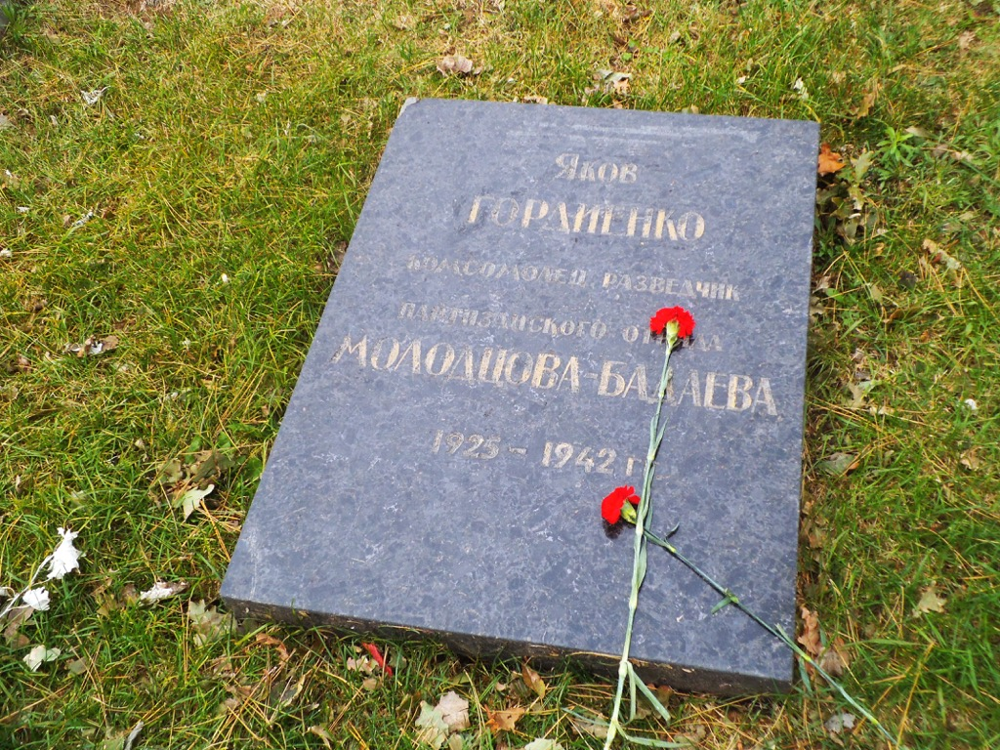 Яков
ГОРДИЕНКО
КОМСОМОЛЕЦ, РАЗВЕДЧИК
ПАРТИЗАНСКОГО ОТРЯДА
МОЛОДЦОВА-БАДАЕВА
1925 - 1942 г